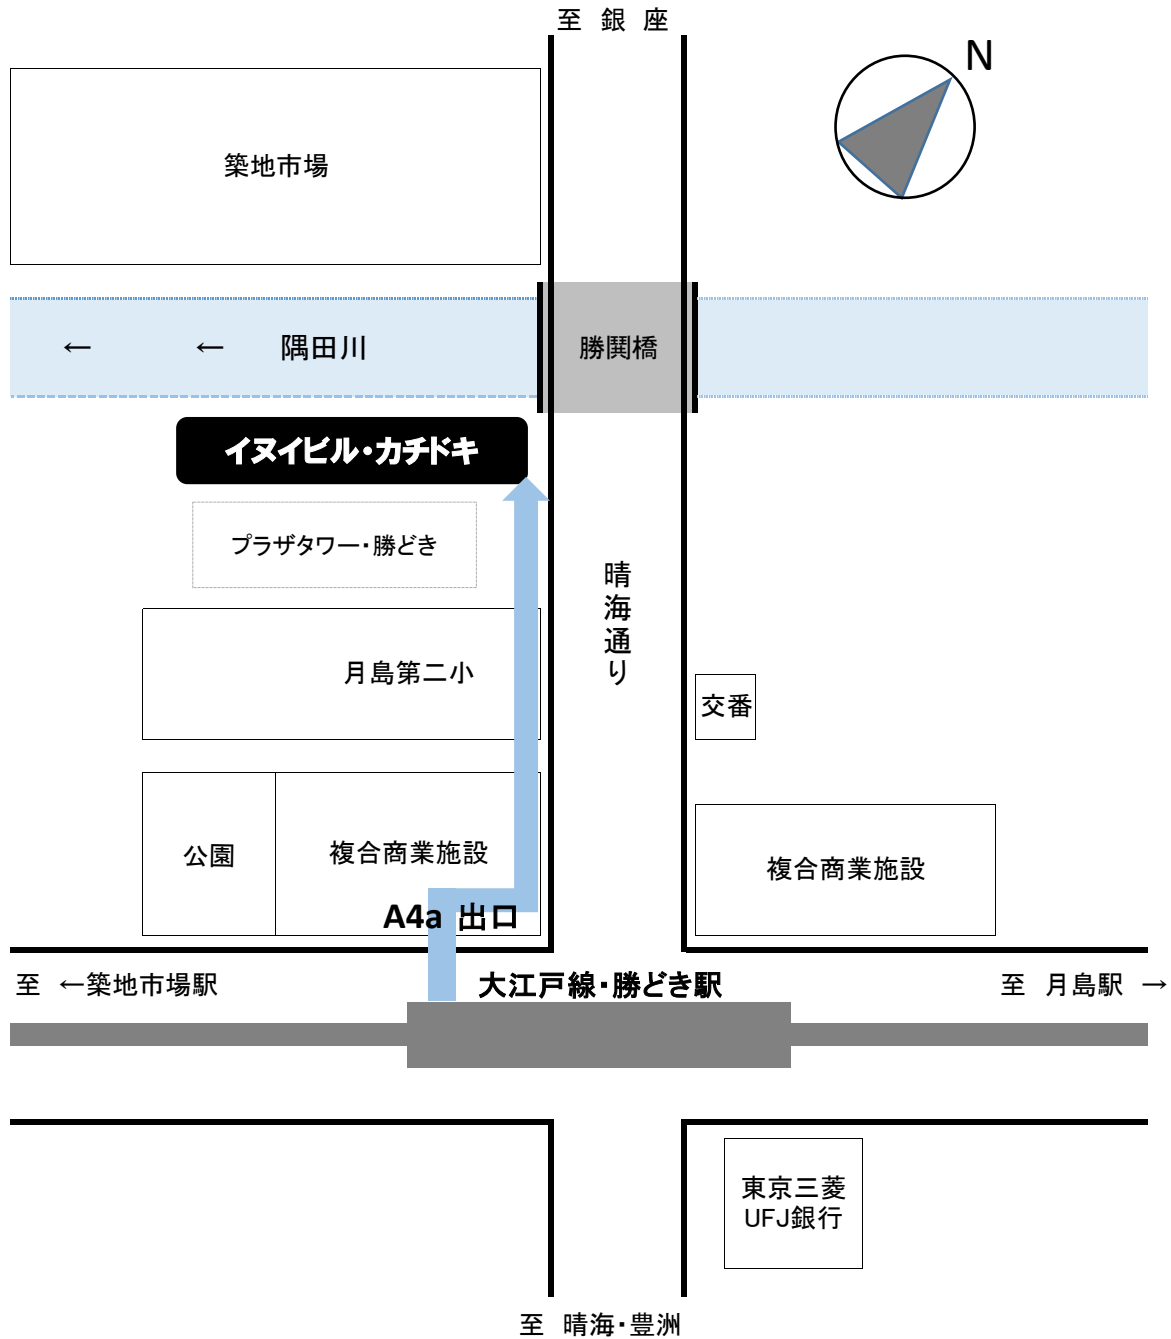 至 銀 座
N
築地市場
← ← 隅田川
勝鬨橋
イヌイビル・カチドキ
プラザタワー・勝どき
晴海通り
月島第二小
交番
公園
複合商業施設
複合商業施設
A4a 出口
至 ←築地市場駅
大江戸線・勝どき駅
至 月島駅 →
東京三菱
UFJ銀行
至 晴海・豊洲